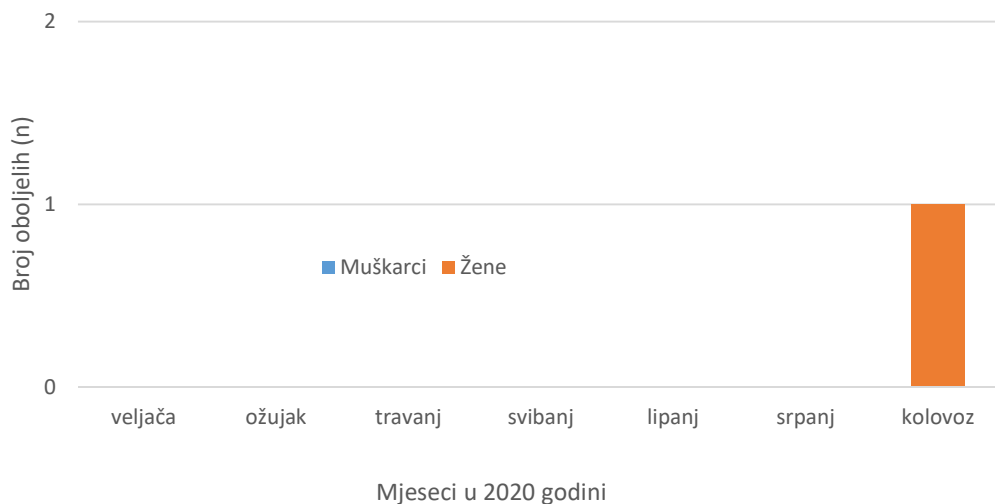 2
1
0
Broj oboljelih (n)
Muškarci Žene
veljača ožujak travanj svibanj lipanj srpanj kolovoz
Mjeseci u 2020 godini